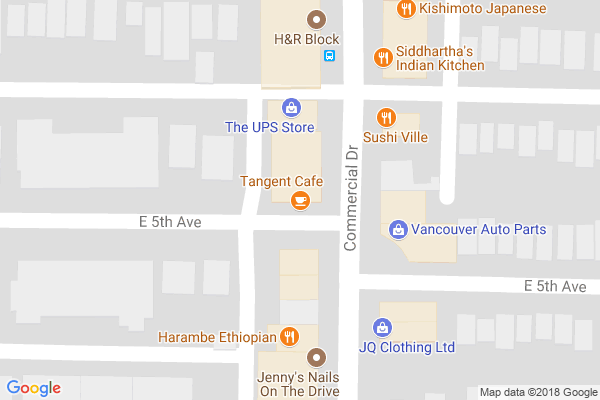 Kishimoto Japanese
H&R Block
Siddhartha's
Indian Kitchen
The UPS Store
Sushi Ville
Commercial Dr
Tangent Cafe
E 5th Ave
Vancouver Auto Parts
E 5th Ave
Harambe Ethiopian
JQ Clothing Ltd
Jenny's Nails
On The Drive
Google
Map data ©2018 Google